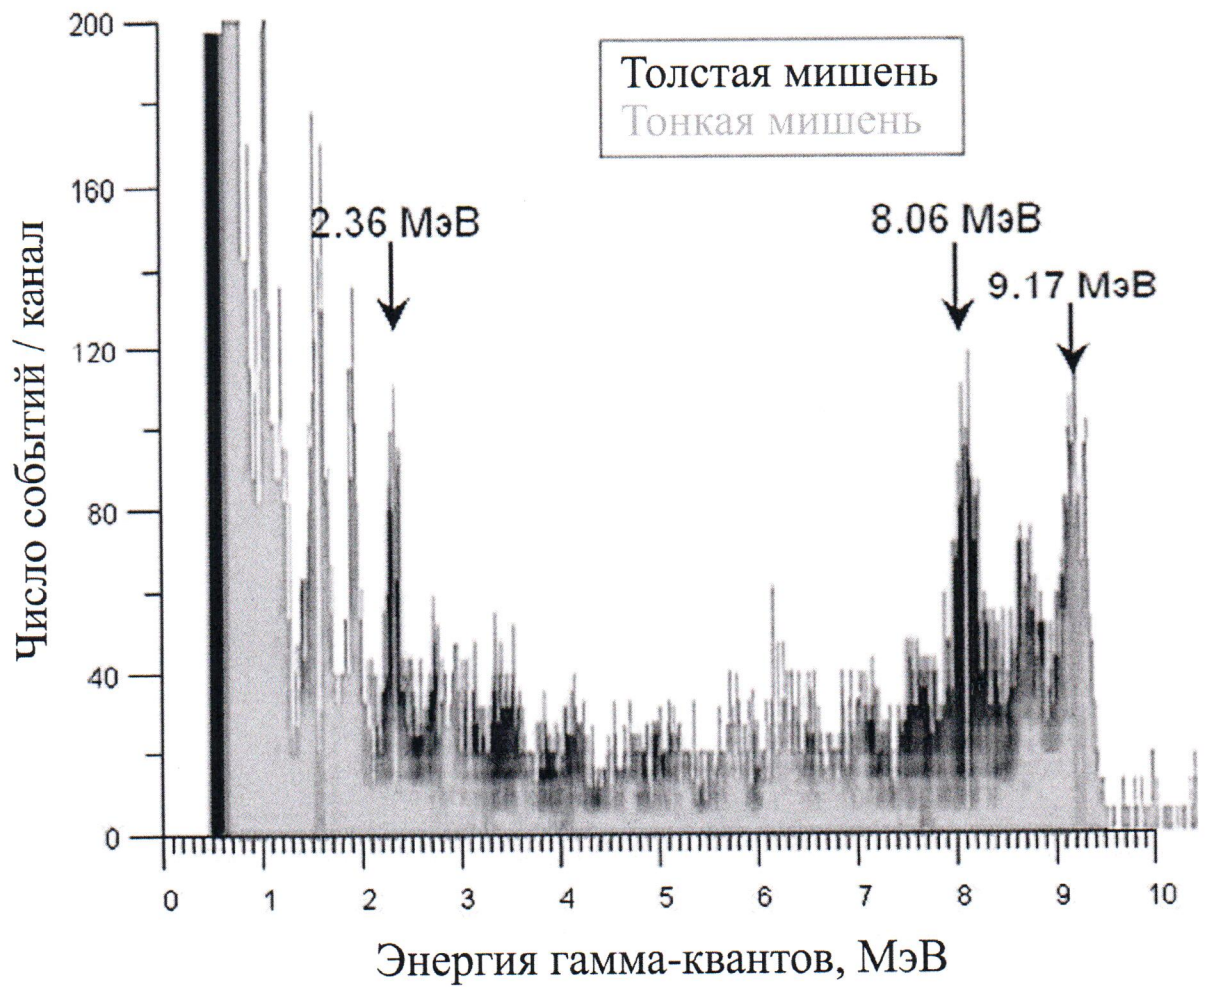 200
Толстая мишень
Тонкая мишень
160
2.36 МэВ
8.06 МэВ
9.17 МэВ
120
80
40
0
Число событий / канал
0 1 2 3 4 5 6 7 8 9 10
Энергия гамма-квантов, МэВ